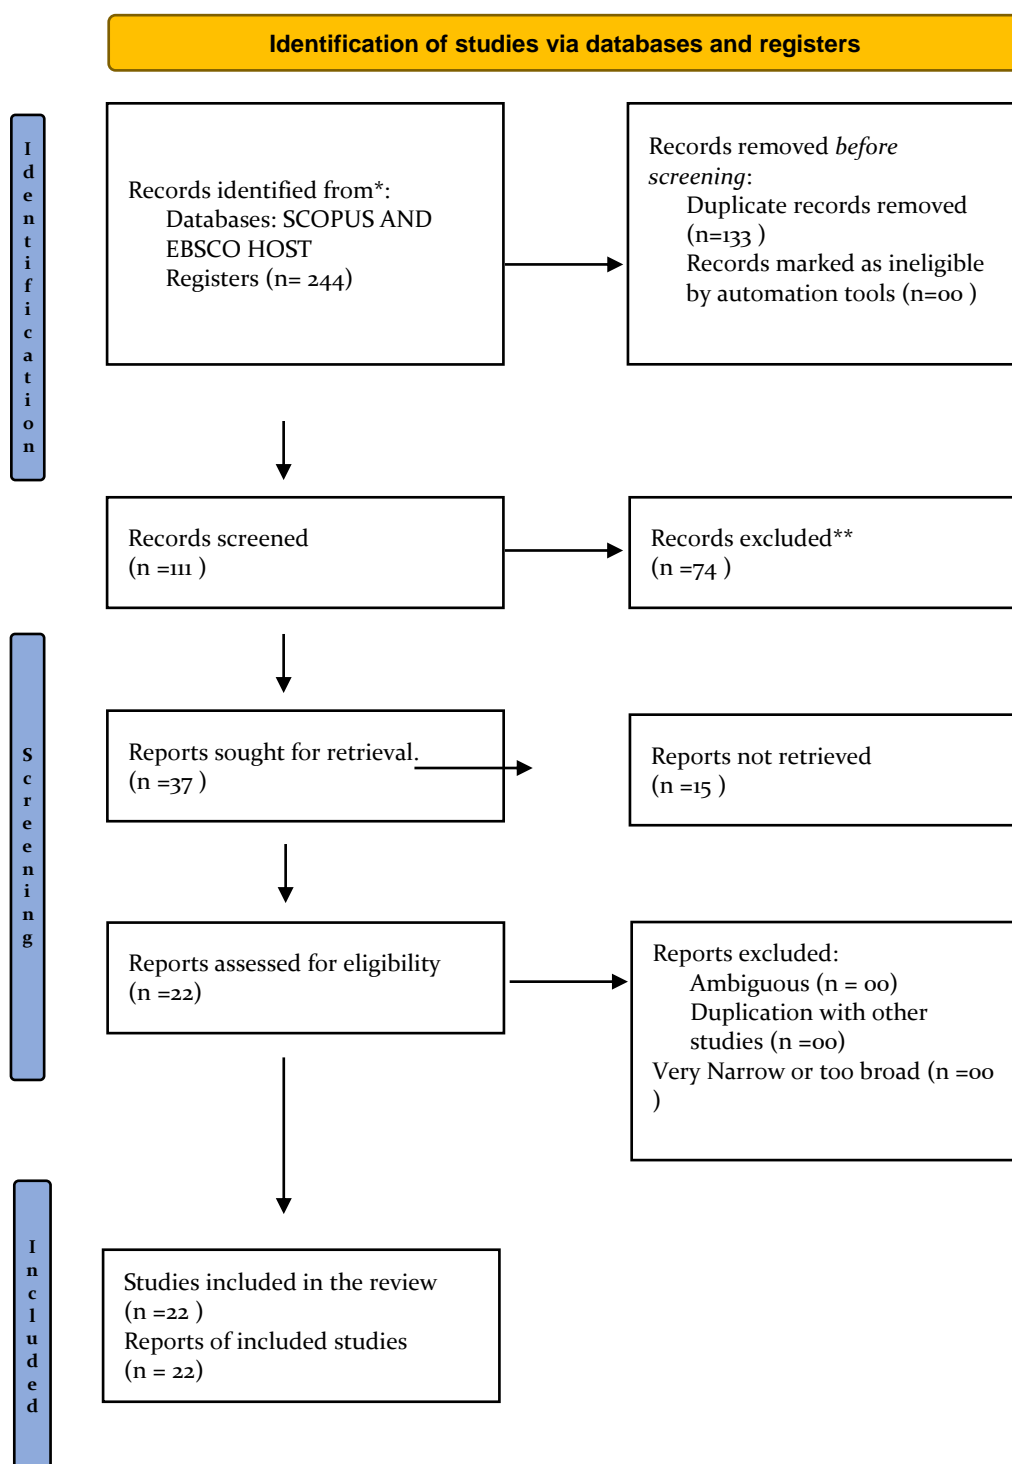 Identification of studies via databases and registers
Identification
Records identified from*:
Databases: SCOPUS AND
EBSCO HOST
Registers (n= 244)
Records removed before
screening:
Duplicate records removed
(n=133 )
Records marked as ineligible
by automation tools (n=00 )
Records screened
(n =111 )
Records excluded**
(n =74 )
Screening
Reports sought for retrieval.
(n =37 )
Reports not retrieved
(n =15 )
Reports assessed for eligibility
(n =22)
Reports excluded:
Ambiguous (n = 00)
Duplication with other
studies (n =00)
Very Narrow or too broad (n =00
)
Included
Studies included in the review
(n =22 )
Reports of included studies
(n = 22)